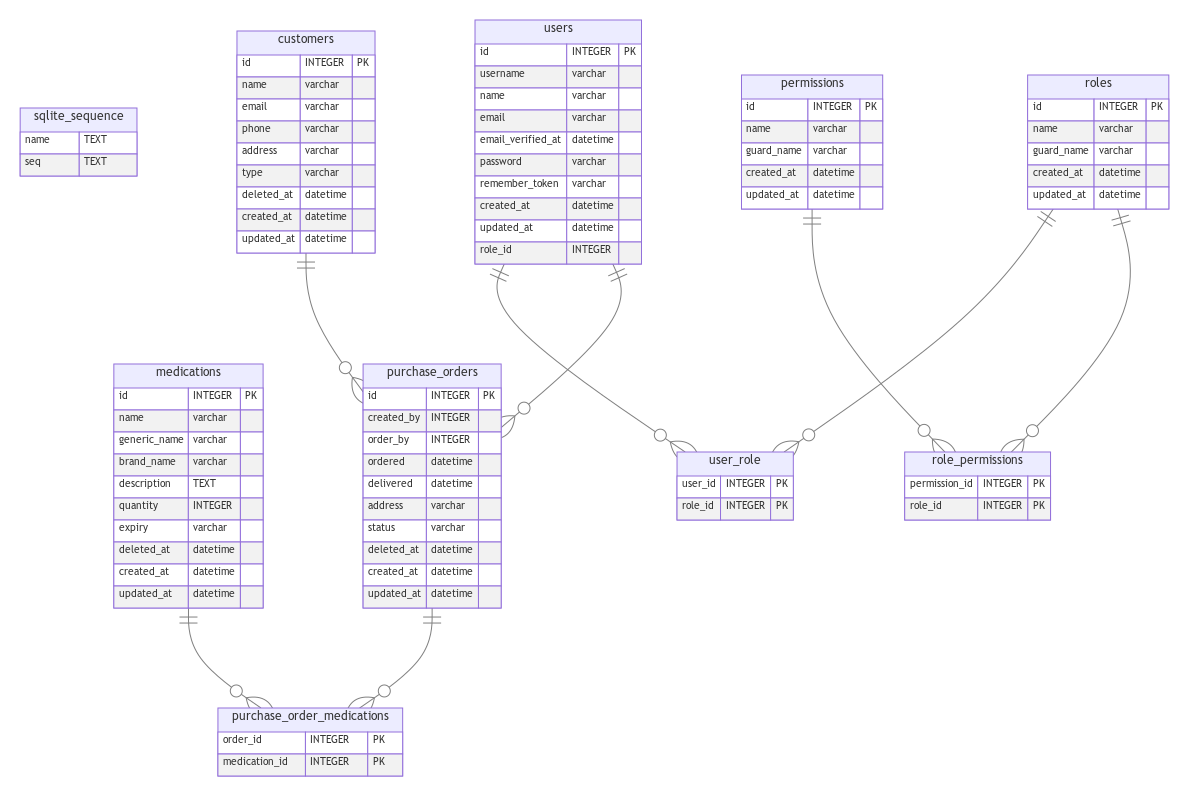 users
id INTEGER PK
username varchar
name varchar
email varchar
email_verified_at datetime
password varchar
remember_token varchar
created_at datetime
updated_at datetime
role_id INTEGER
customers
id INTEGER PK
name varchar
email varchar
phone varchar
address varchar
type varchar
deleted_at datetime
created_at datetime
updated_at datetime
permissions
id INTEGER PK
name varchar
guard_name varchar
created_at datetime
updated_at datetime
roles
id INTEGER PK
name varchar
guard_name varchar
created_at datetime
updated_at datetime
sqlite_sequence
name TEXT
seq TEXT
medications
id INTEGER PK
name varchar
generic_name varchar
brand_name varchar
description TEXT
quantity INTEGER
expiry varchar
deleted_at datetime
created_at datetime
updated_at datetime
purchase_orders
id INTEGER PK
created_by INTEGER
order_by INTEGER
ordered datetime
delivered datetime
address varchar
status varchar
deleted_at datetime
created_at datetime
updated_at datetime
user_role
user_id INTEGER PK
role_id INTEGER PK
role_permissions
permission_id INTEGER PK
role_id INTEGER PK
purchase_order_medications
order_id INTEGER PK
medication_id INTEGER PK